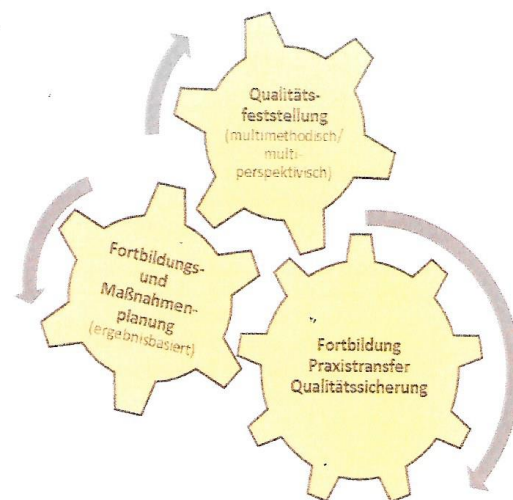 Qualitäts-
feststellung
(multimethodisch/
multi-
perspektivisch)
Fortbildungs-
und
Maßnahmen-
planung
(ergebnisbasiert)
Fortbildung
Praxistransfer
Qualitätssicherung